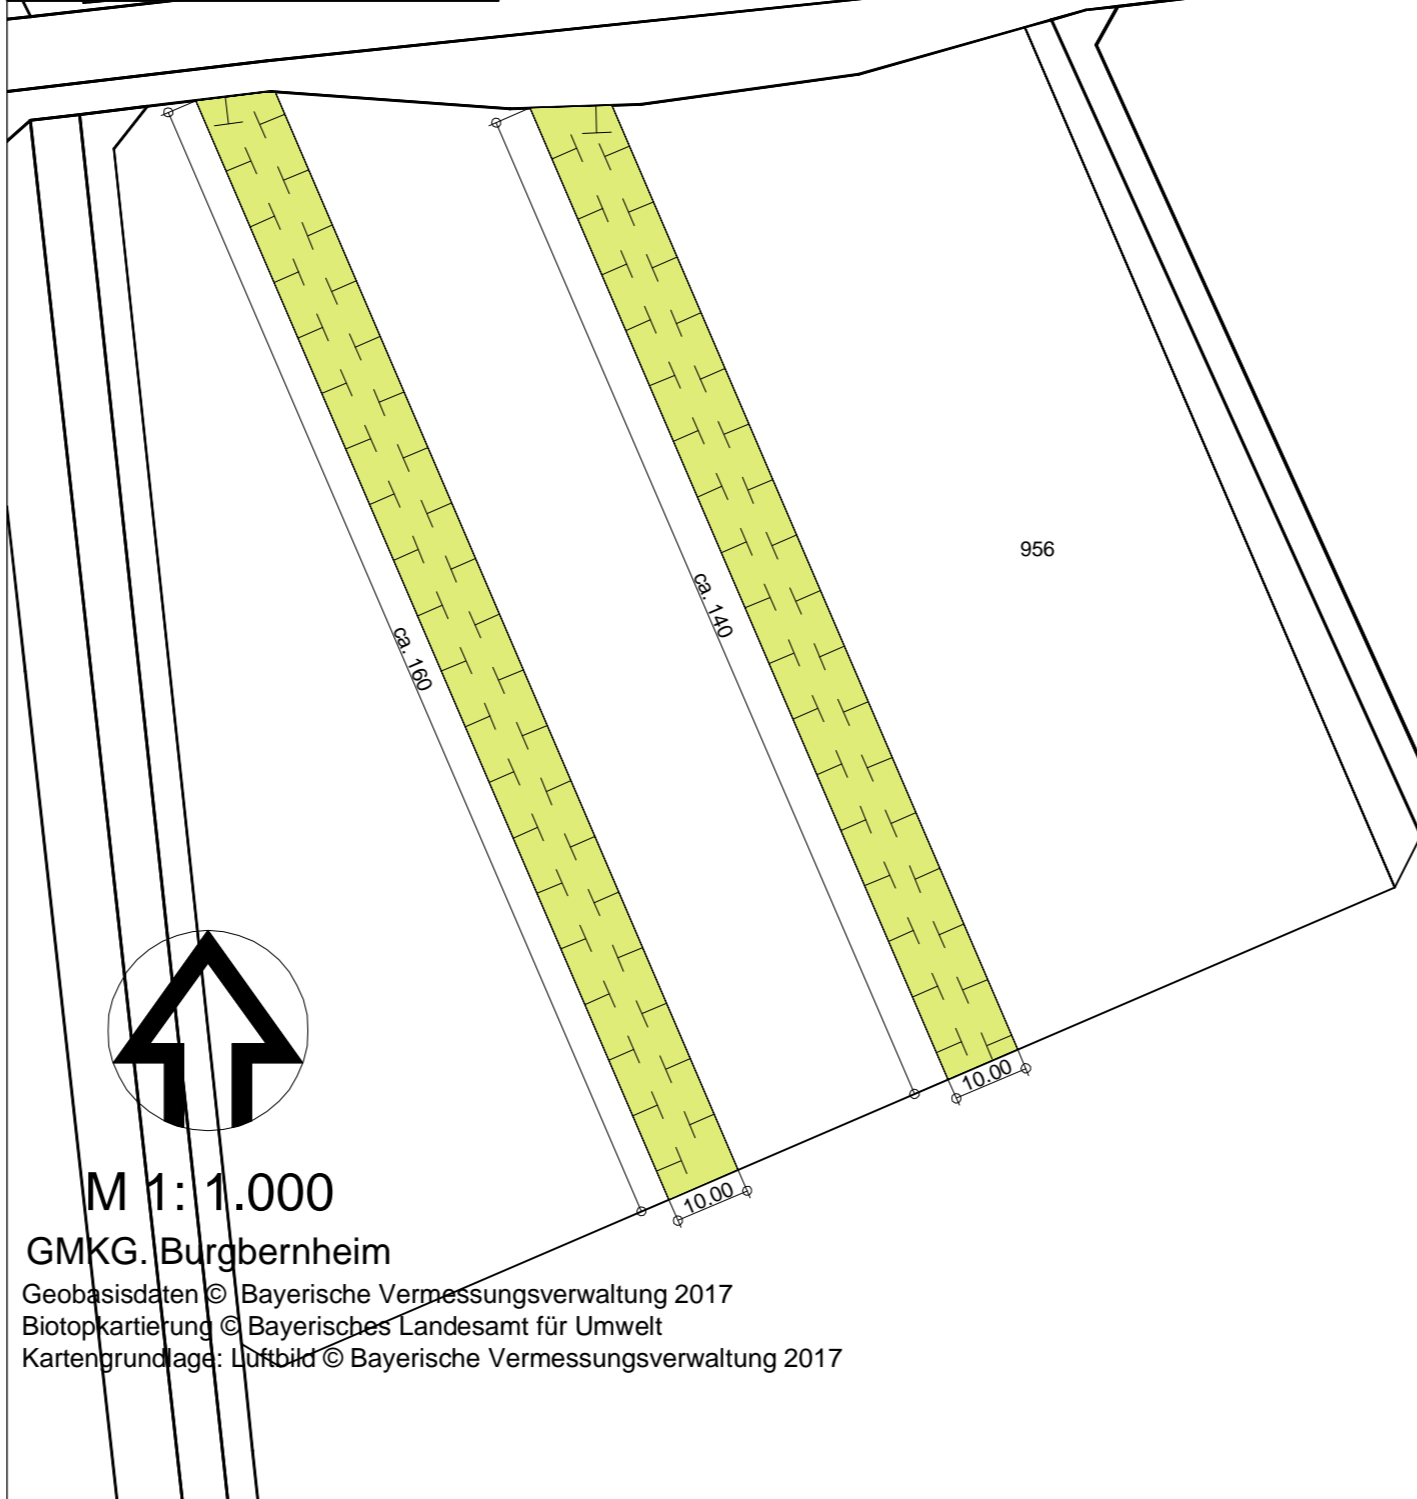 956
ca. 140
ca. 160
10.00
10.00
M 1: 1.000
GMKG. Burgbernheim
Geobasisdaten © Bayerische Vermessungsverwaltung 2017
Biotopkartierung © Bayerisches Landesamt für Umwelt
Kartengrundlage: Luftbild © Bayerische Vermessungsverwaltung 2017